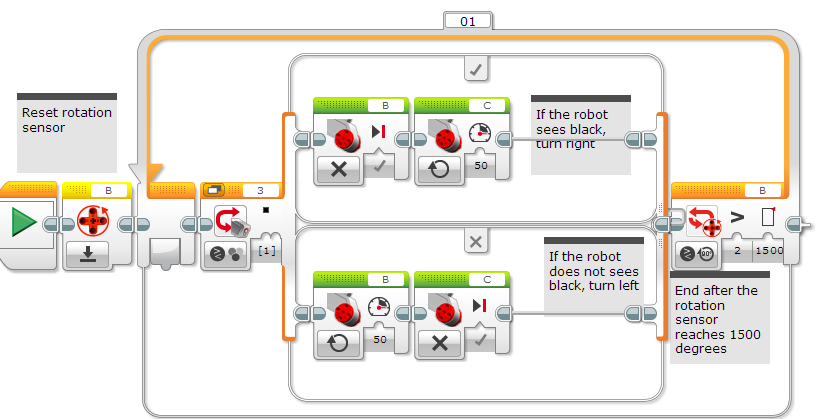 01
Reset rotation
sensor
B
3
[1]
B
C
50
If the robot
sees black,
turn right
B
C
50
If the robot
does not sees
black, turn left
B
2
1500
End after the
rotation
sensor
reaches 1500
degrees